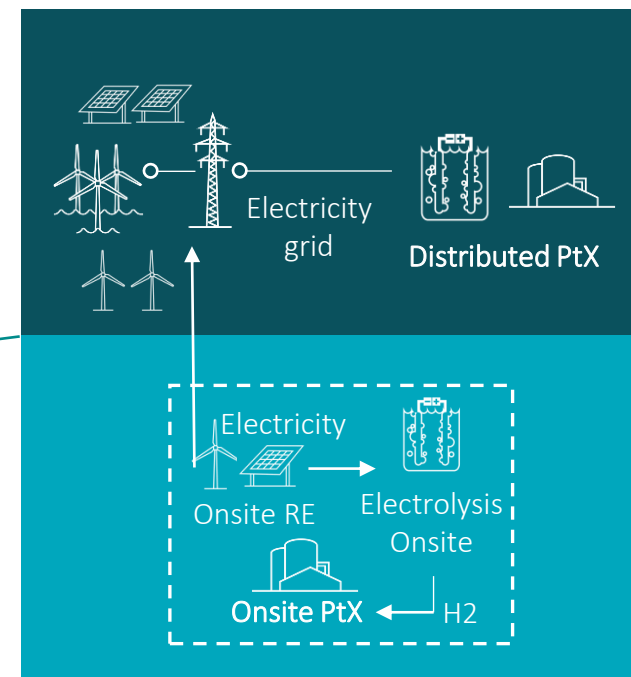 Electricity
grid
Distributed PtX
Electricity
Onsite RE
Electrolysis
Onsite
Onsite PtX
H2